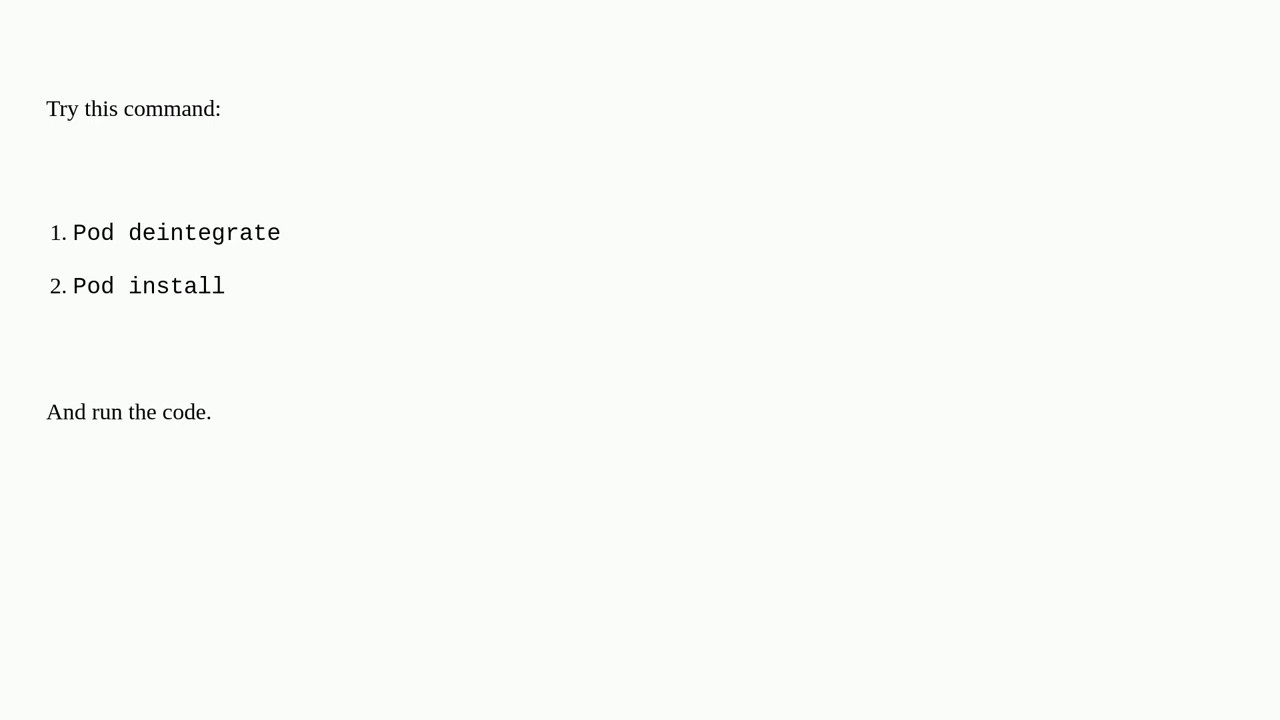 Try this command:
1. Pod deintegrate
2. Pod install
And run the code.